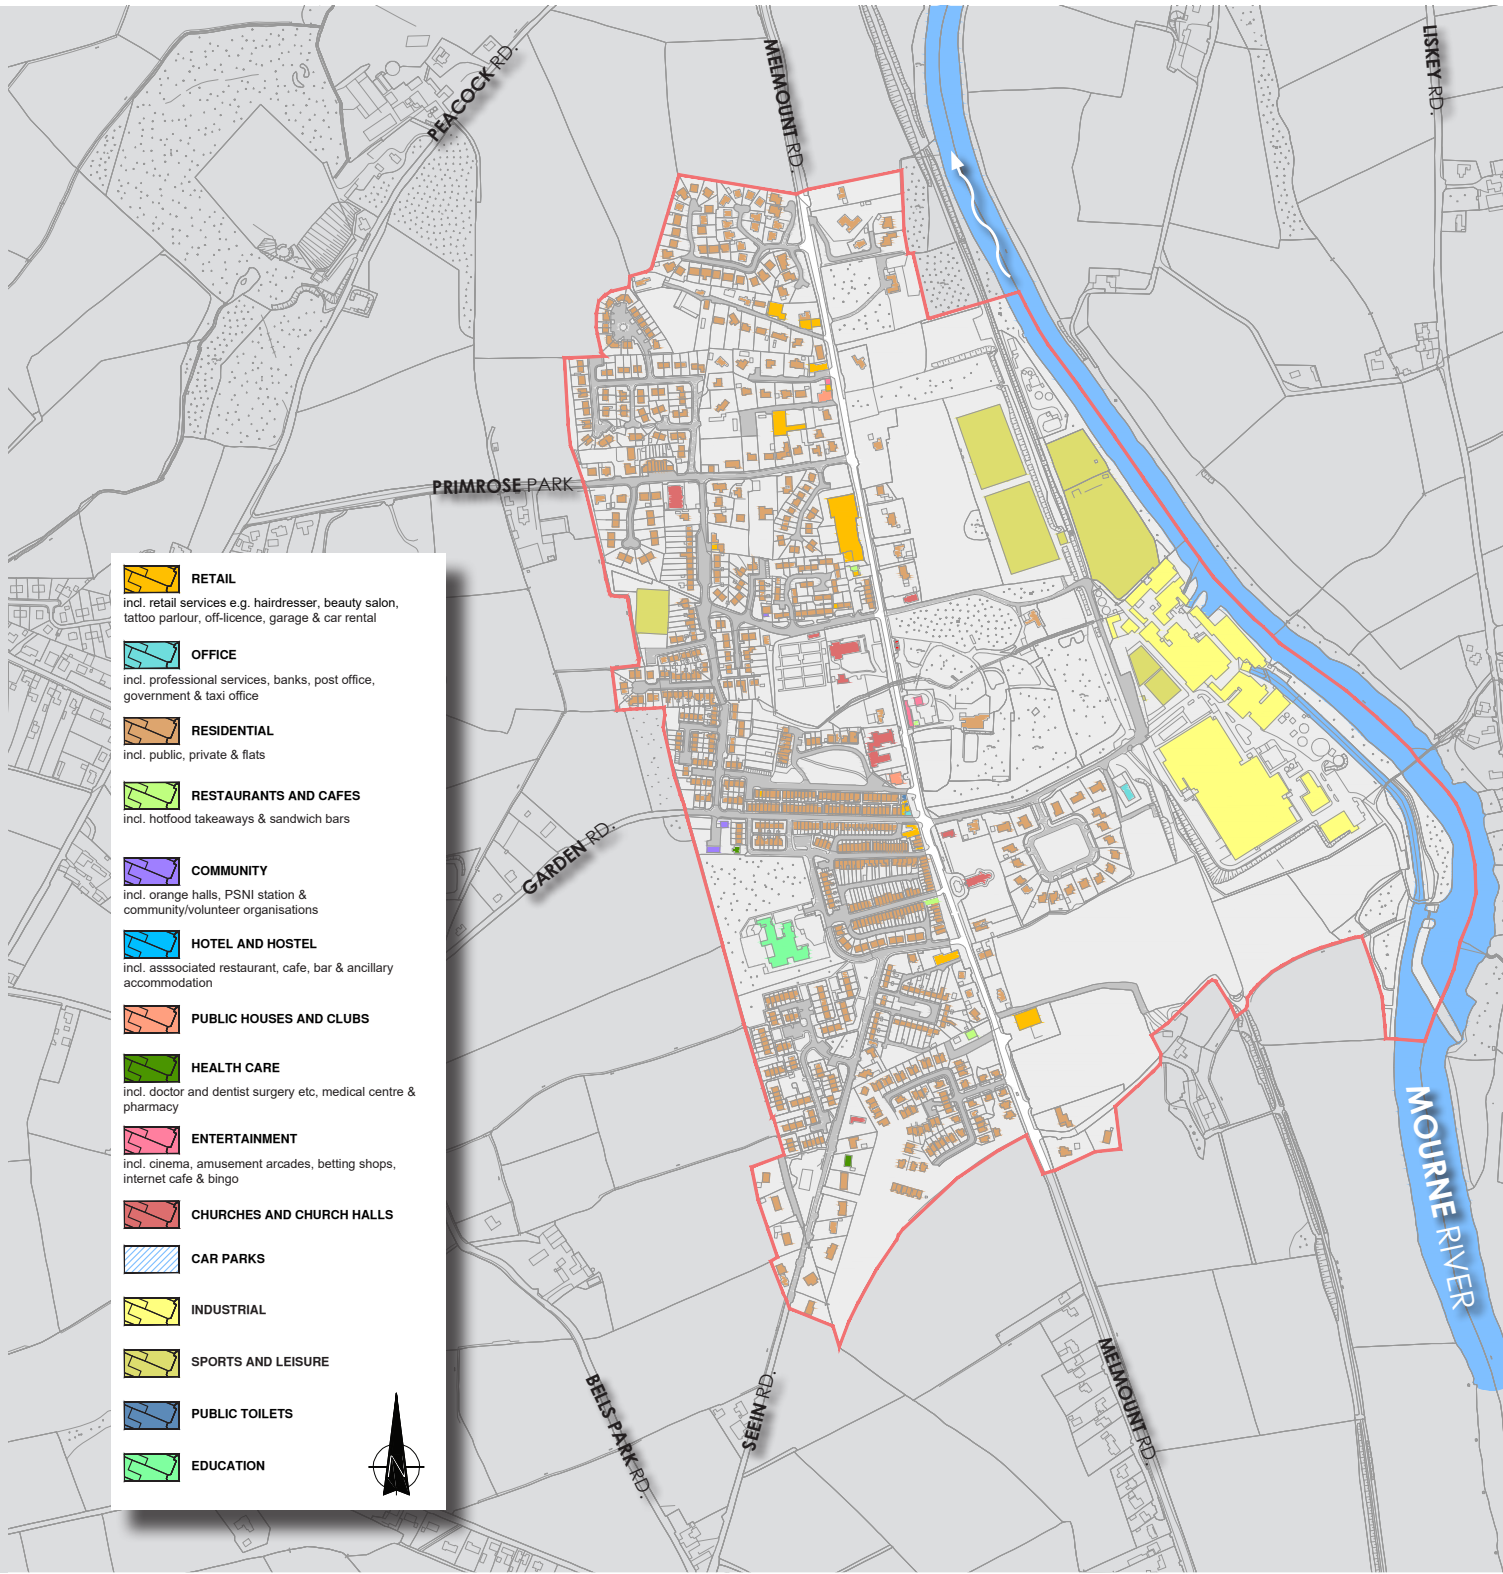 PEACOCK RD.
MELMOUNT RD.
LISKEY RD.
PRIMROSE PARK
GARDEN RD.
RETAIL
incl. retail services e.g. hairdresser, beauty salon,
tattoo parlour, off-licence, garage & car rental
OFFICE
incl. professional services, banks, post office,
government & taxi office
RESIDENTIAL
incl. public, private & flats
RESTAURANTS AND CAFES
incl. hotfood takeaways & sandwich bars
COMMUNITY
incl. orange halls, PSNI station &
community/volunteer organisations
HOTEL AND HOSTEL
incl. asssociated restaurant, cafe, bar & ancillary
accommodation
PUBLIC HOUSES AND CLUBS
HEALTH CARE
incl. doctor and dentist surgery etc, medical centre &
pharmacy
ENTERTAINMENT
incl. cinema, amusement arcades, betting shops,
internet cafe & bingo
CHURCHES AND CHURCH HALLS
CAR PARKS
INDUSTRIAL
SPORTS AND LEISURE
PUBLIC TOILETS
EDUCATION
N
MOURNE RIVER
BELLS PARK RD.
SEEIN RD.
MELMOUNT RD.